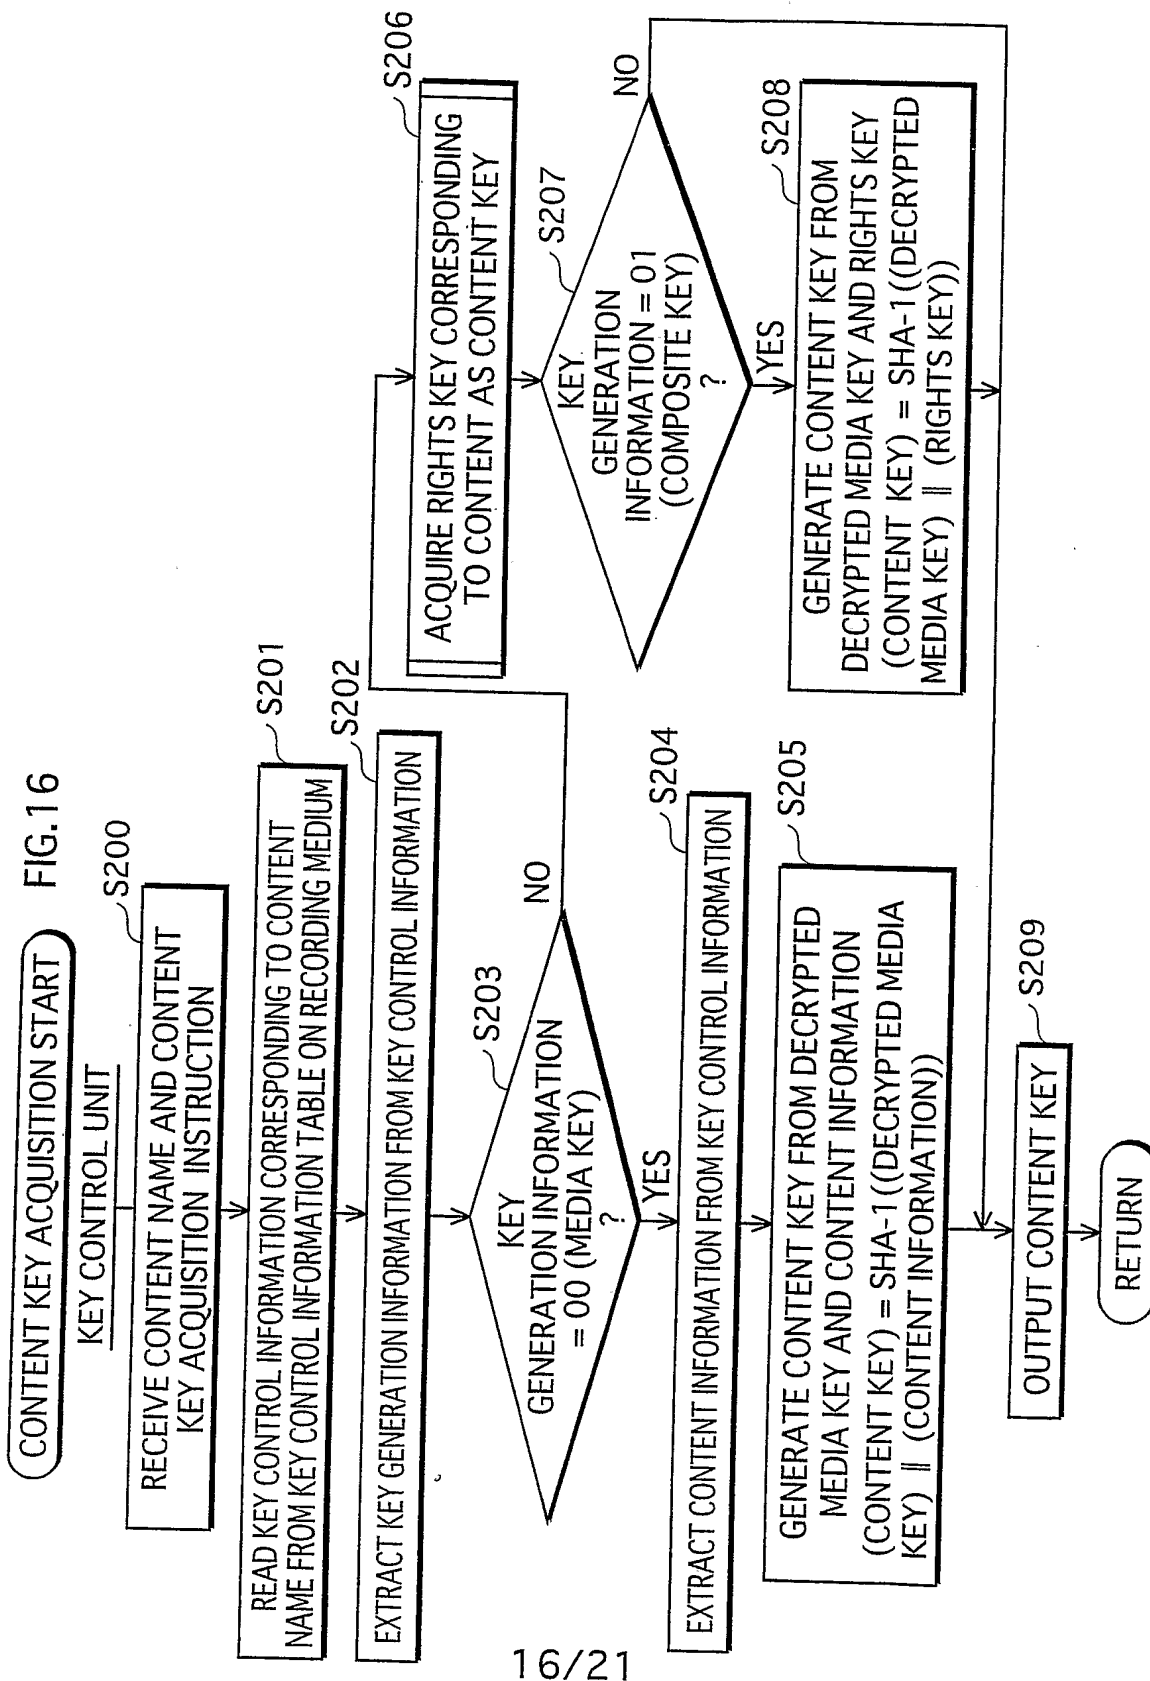 FIG.16
CONTENT KEY ACQUISITION START
KEY CONTROL UNIT
S200
RECEIVE CONTENT NAME AND CONTENT
KEY ACQUISITION INSTRUCTION
S201
READ KEY CONTROL INFORMATION CORRESPONDING TO CONTENT
NAME FROM KEY CONTROL INFORMATION TABLE ON RECORDING MEDIUM
S202
EXTRACT KEY GENERATION INFORMATION FROM KEY CONTROL INFORMATION
S203
KEY
GENERATION INFORMATION
= 00 (MEDIA KEY)
?
NO
YES
S204
EXTRACT CONTENT INFORMATION FROM KEY CONTROL INFORMATION
S205
GENERATE CONTENT KEY FROM DECRYPTED
MEDIA KEY AND CONTENT INFORMATION
(CONTENT KEY) = SHA-1 ((DECRYPTED MEDIA
KEY) || (CONTENT INFORMATION))
S206
ACQUIRE RIGHTS KEY CORRESPONDING
TO CONTENT AS CONTENT KEY
S207
KEY
GENERATION
INFORMATION = 01
(COMPOSITE KEY)
?
NO
YES
S208
GENERATE CONTENT KEY FROM
DECRYPTED MEDIA KEY AND RIGHTS KEY
(CONTENT KEY) = SHA-1 ((DECRYPTED
MEDIA KEY) || (RIGHTS KEY))
S209
OUTPUT CONTENT KEY
RETURN
16/21